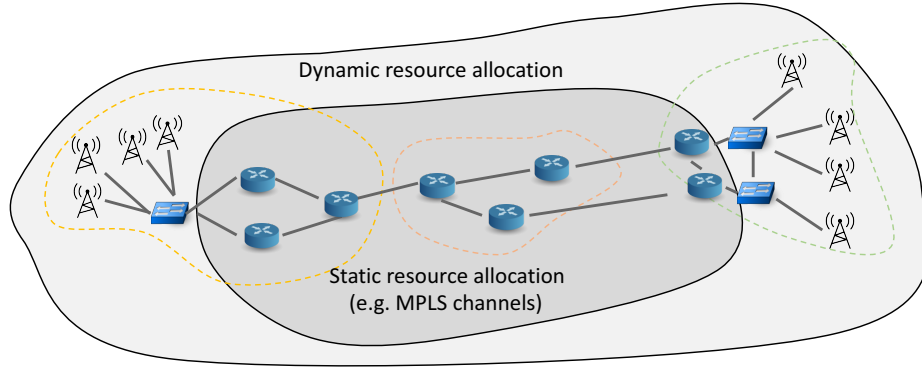 Dynamic resource allocation
Static resource allocation
(e.g. MPLS channels)